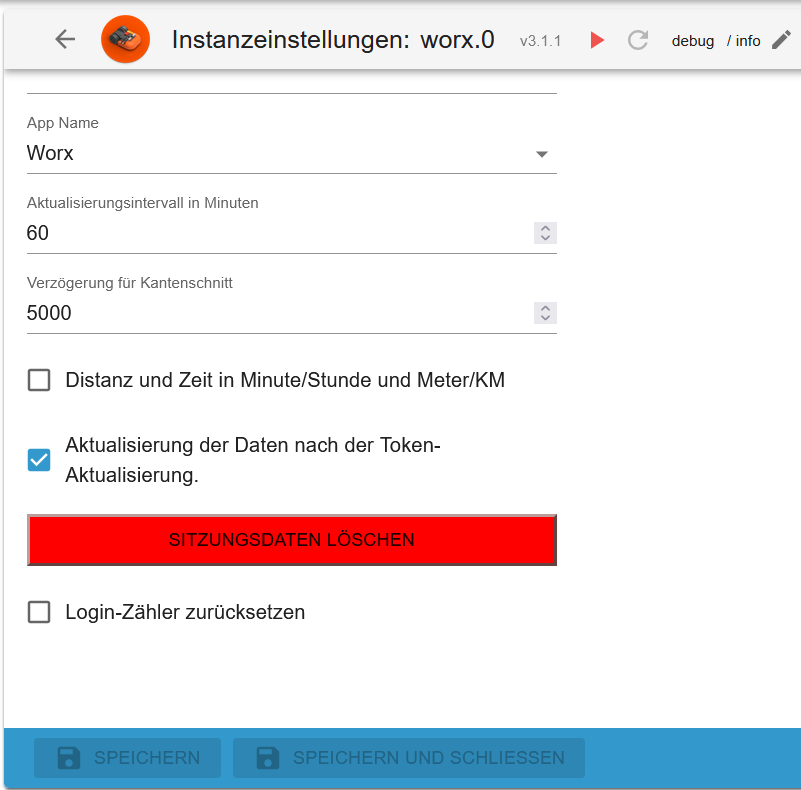 Instanzeinstellungen: worx.0 v3.1.1 debug / info
App Name
Worx
Aktualisierungsintervall in Minuten
60
Verzögerung für Kantenschnitt
5000
Distanz und Zeit in Minute/Stunde und Meter/KM
Aktualisierung der Daten nach der Token-
Aktualisierung.
SITZUNGSDATEN LÖSCHEN
Login-Zähler zurücksetzen
SPEICHERN SPEICHERN UND SCHLIESSEN